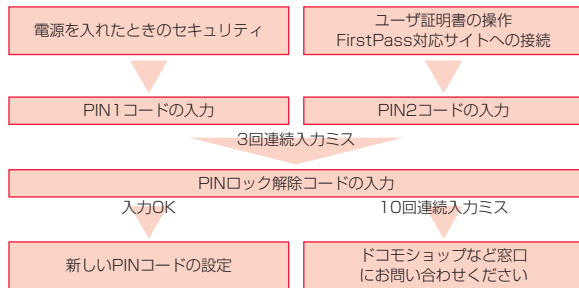 電源を入れたときのセキュリティ
ユーザ証明書の操作
FirstPass対応サイトへの接続
PIN1コードの入力
PIN2コードの入力
3回連続入力ミス
PINロック解除コードの入力
入力OK
10回連続入力ミス
新しいPINコードの設定
ドコモショップなど窓口
にお問い合わせください